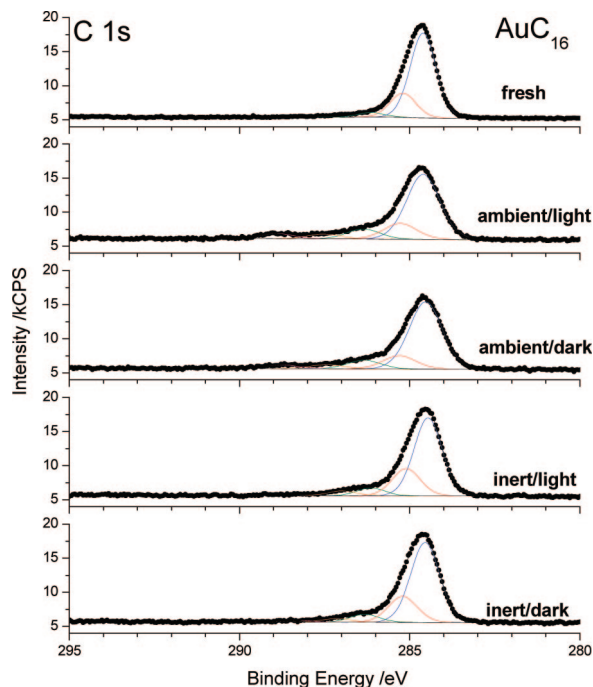 C 1s
AuC16
20
15
10
5
fresh
20
15
10
5
ambient/light
20
15
10
5
ambient/dark
20
15
10
5
inert/light
20
15
10
5
inert/dark
295
290
285
280
Intensity /kCPS
Binding Energy /eV